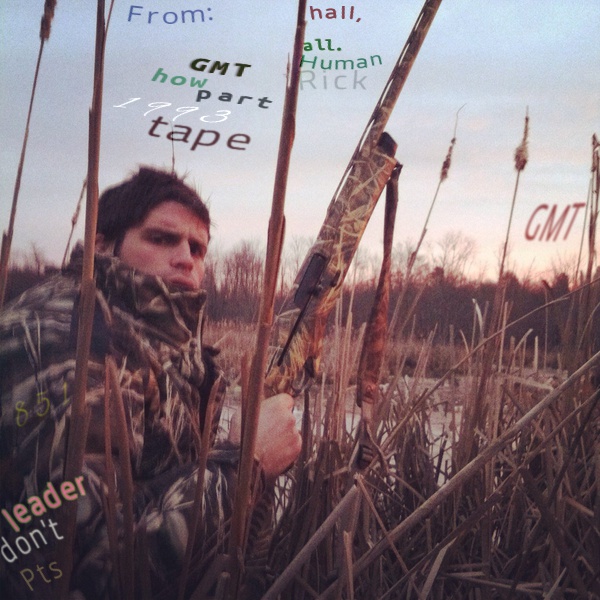 From:
hall,
all.
Human
Rick
GMT
how
part
1993
tape
GMT
851
leader
don't
Pts